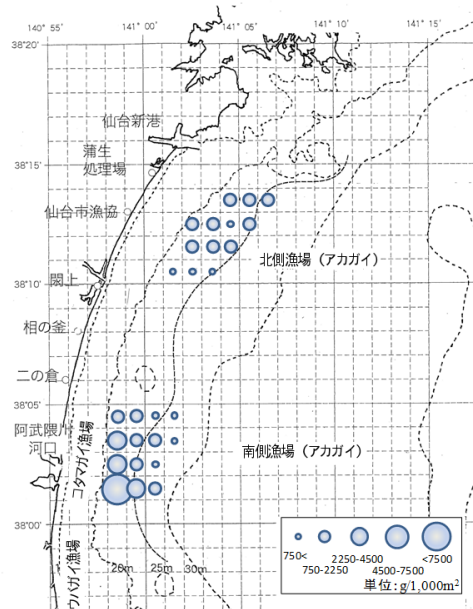 140° 55'
141° 00'
141° 05'
141° 10'
141° 15'
38°20'
仙台新港
38°15'
蒲生
処理場
仙台市漁協
北側漁場（アカガイ）
38°10'
閖上
相の釜
二の倉
38°05'
阿武隈川
河口
コタマガイ漁場
南側漁場（アカガイ）
38°00'
ウバガイ漁場
20m
25m
30m
750<
750-2250
2250-4500
4500-7500
<7500
単位:g/1,000m²